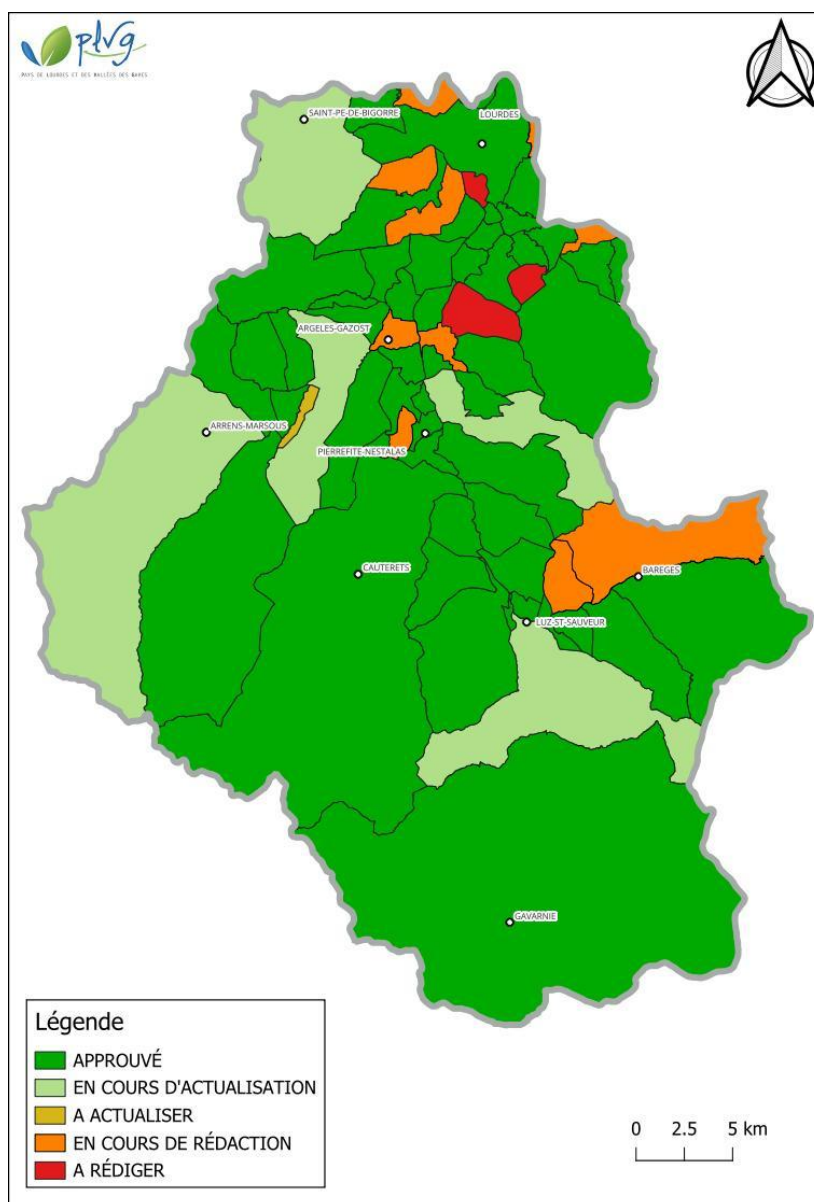 plvg
PAYS DE LOURDES ET DES VALLÉES DES GAVES
SAINT-PE-DE-BIGORRE
LOURDES
ARGELES-GAZOST
ARRENS-MARSOUS
PIERREFITE-NESTALAS
CAUTERETS
BAREGES
LUZ-ST-SAUVEUR
GAVARNIE
Légende
APPROUVÉ
EN COURS D'ACTUALISATION
A ACTUALISER
EN COURS DE RÉDACTION
A RÉDIGER
0 2.5 5 km